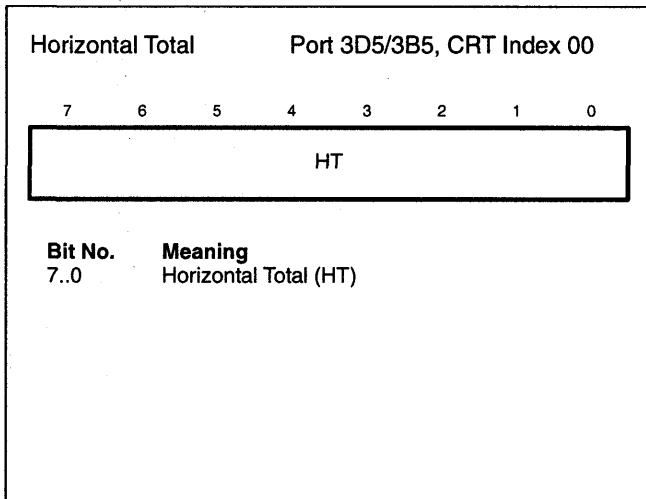 Horizontal Total Port 3D5/3B5, CRT Index 00
7 6 5 4 3 2 1 0
HT
Bit No. Meaning
7..0 Horizontal Total (HT)